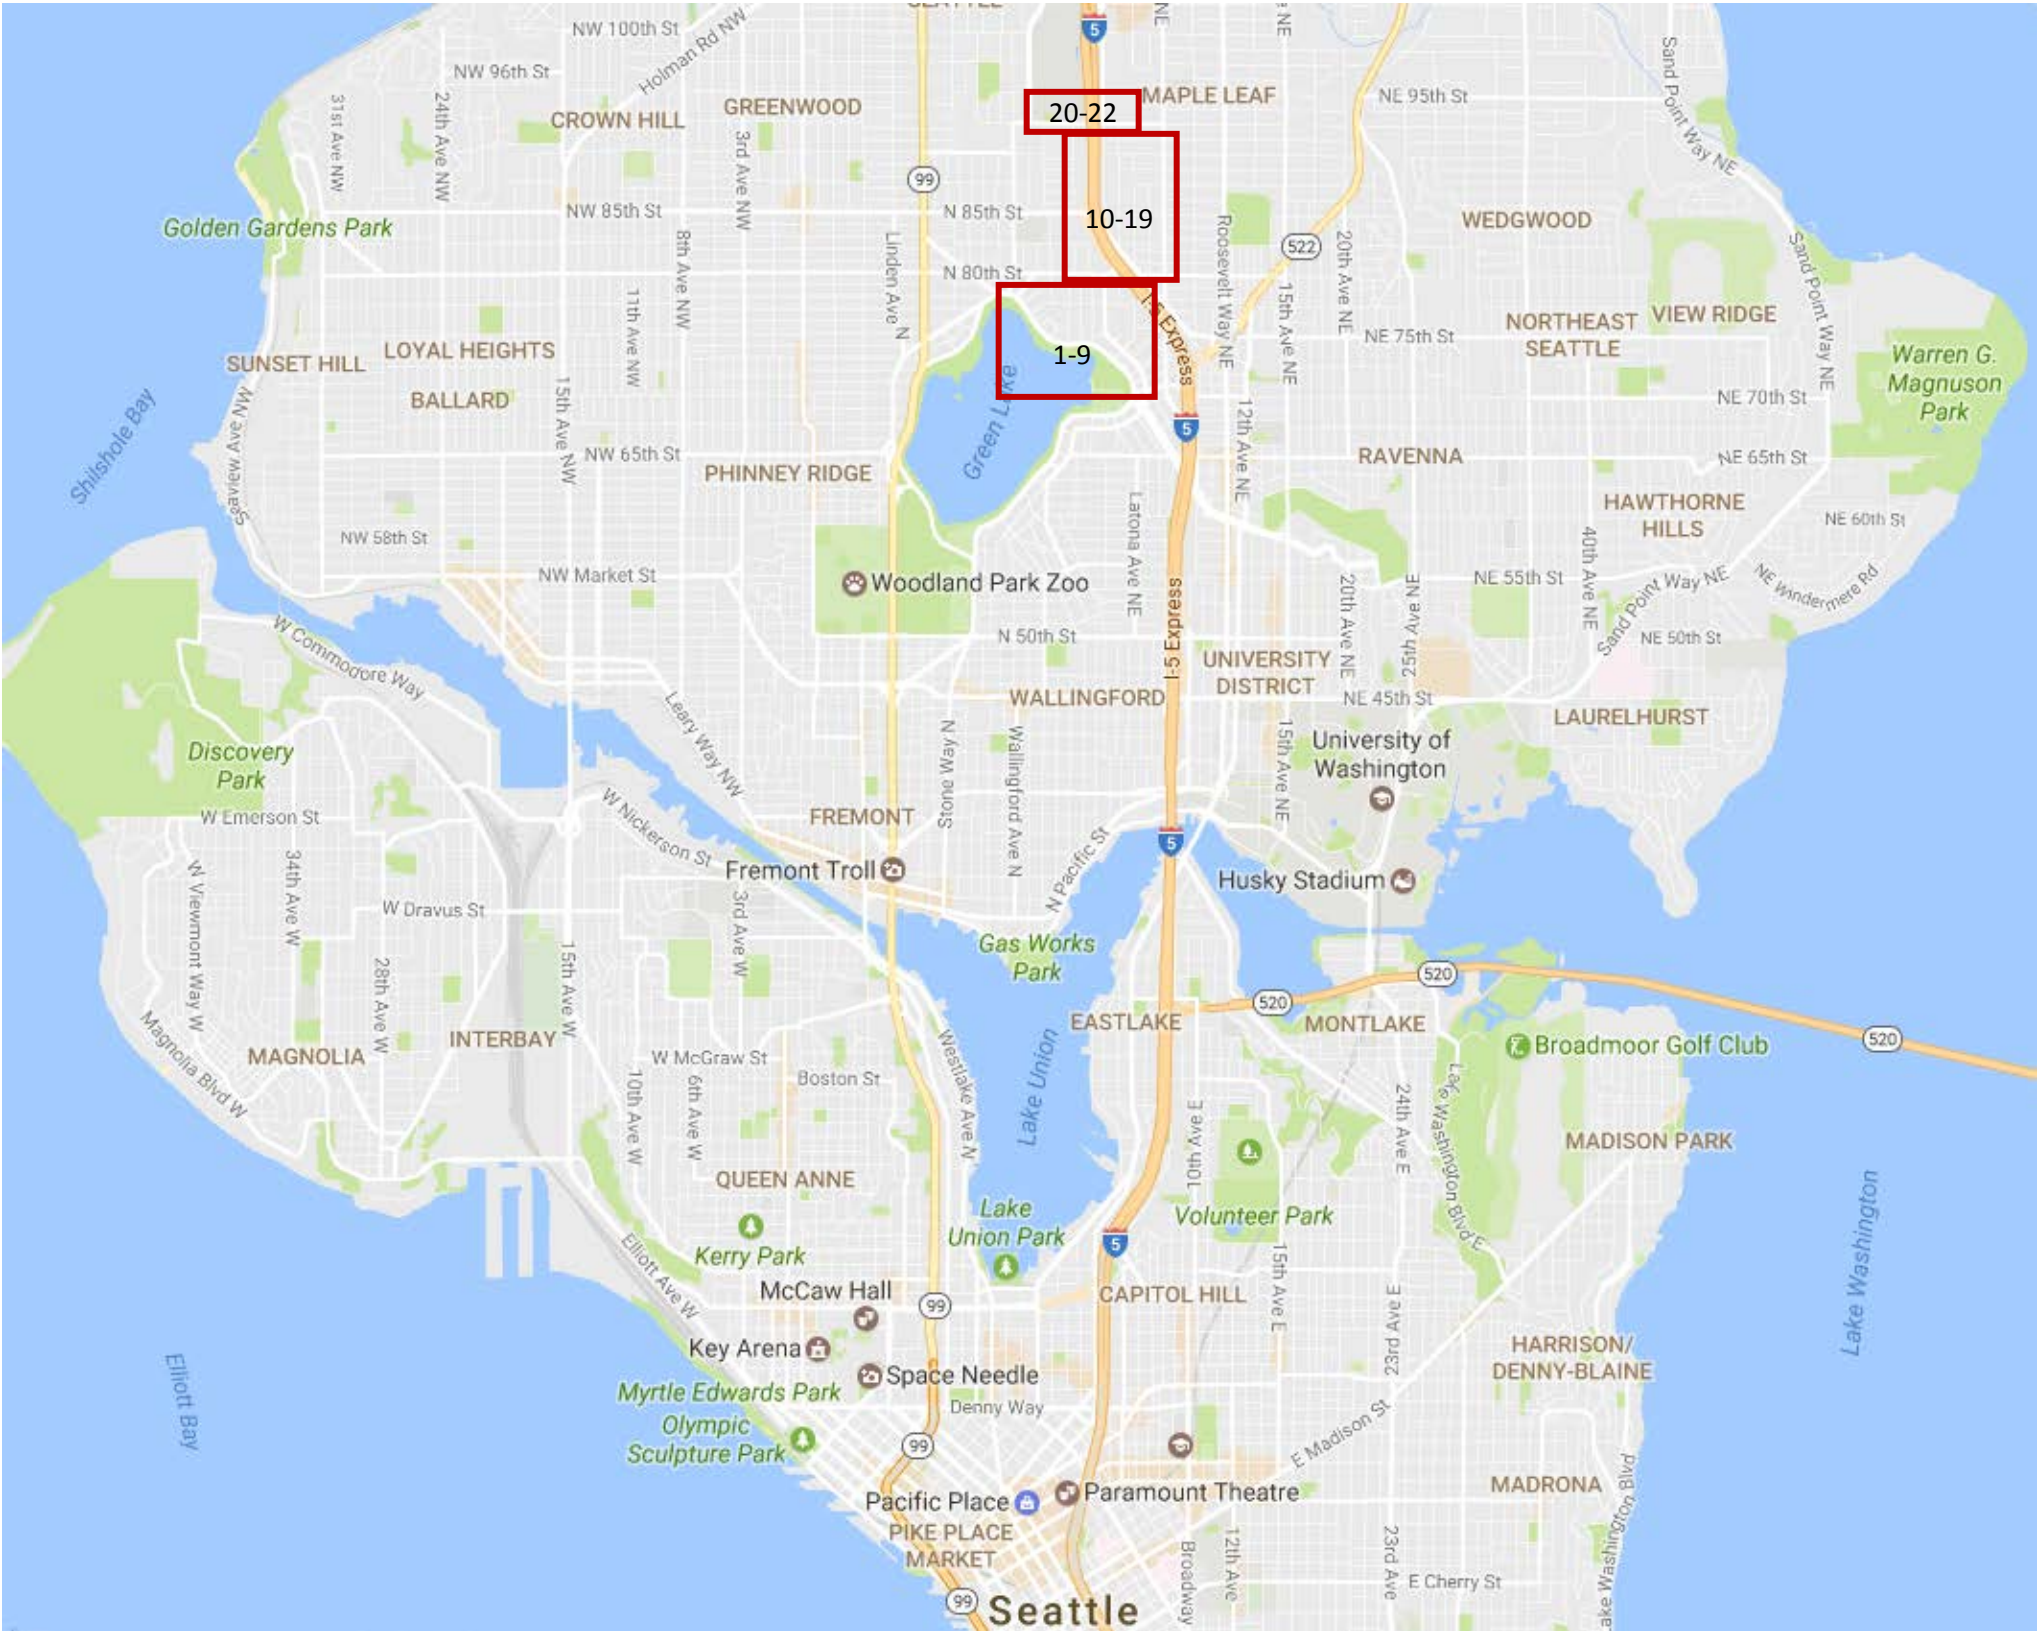 NW 100th St
Holman Rd NW
5
NE
NE
Sand Point Way NE
NW 96th St
31st Ave NW
24th Ave NW
CROWN HILL
GREENWOOD
20-22
MAPLE LEAF
NE 95th St
3rd Ave NW
99
Golden Gardens Park
NW 85th St
N 85th St
10-19
Roosevelt Way NE
522
20th Ave NE
WEDGWOOD
Sand Point Way NE
8th Ave NW
Linden Ave N
N 80th St
11th Ave NW
I-5 Express
15th Ave NE
NE 75th St
NORTHEAST
SEATTLE
VIEW RIDGE
SUNSET HILL
LOYAL HEIGHTS
BALLARD
15th Ave NW
1-9
Green Lake
12th Ave NE
NE 70th St
Warren G.
Magnuson
Park
Shilshole Bay
Seaview Ave NW
NW 65th St
PHINNEY RIDGE
5
RAVENNA
NE 65th St
HAWTHORNE
HILLS
NE 60th St
NW 58th St
NW Market St
Woodland Park Zoo
Latona Ave NE
I-5 Express
20th Ave NE
25th Ave NE
NE 55th St
40th Ave NE
Sand Point Way NE
NE Windermere Rd
W Commodore Way
N 50th St
NE 50th St
UNIVERSITY
DISTRICT
WALLINGFORD
NE 45th St
LAURELHURST
Leary Way NW
Discovery
Park
Stone Way N
Wallingford Ave N
15th Ave NE
University of
Washington
W Emerson St
W Nickerson St
FREMONT
Fremont Troll
N Pacific St
5
Husky Stadium
W Viewmont Way W
34th Ave W
W Dravus St
3rd Ave W
Gas Works
Park
28th Ave W
15th Ave W
520
520
520
Magnolia Blvd W
MAGNOLIA
INTERBAY
W McGraw St
Boston St
Westlake Ave N
Lake Union
EASTLAKE
MONTLAKE
Broadmoor Golf Club
10th Ave W
6th Ave W
10th Ave E
24th Ave E
Lake Washington Blvd E
MADISON PARK
QUEEN ANNE
Kerry Park
Lake
Union Park
Volunteer Park
5
Lake Washington
Elliott Ave W
McCaw Hall
99
CAPITOL HILL
15th Ave E
23rd Ave E
Key Arena
Space Needle
HARRISON/
DENNY-BLAINE
Elliott Bay
Myrtle Edwards Park
Denny Way
Olympic
Sculpture Park
99
E Madison St
MADRONA
Pacific Place
Paramount Theatre
PIKE PLACE
MARKET
Broadway
12th Ave
23rd Ave
E Cherry St
Lake Washington Blvd
99
Seattle